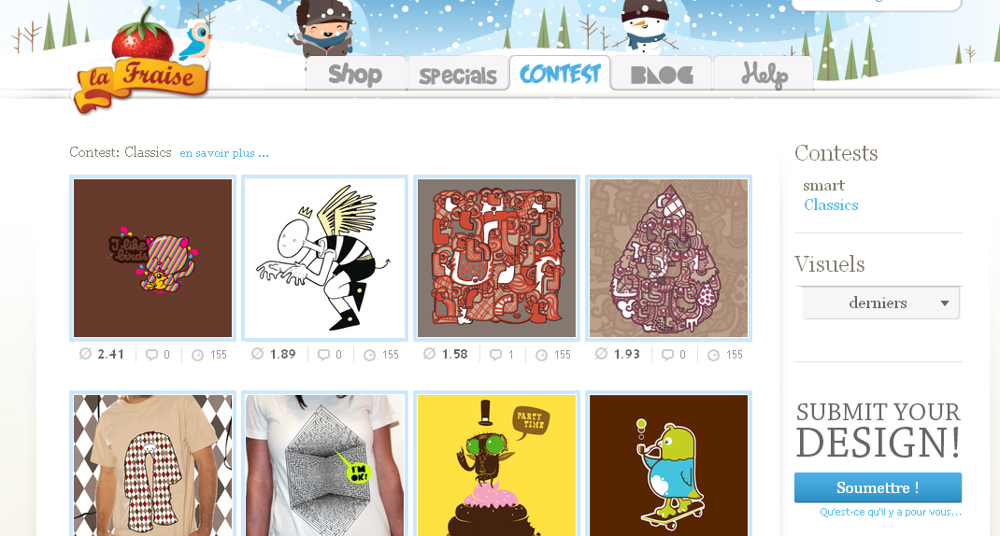 la Fraise
Shop
Specials
CONTEST
BLOG
Help
Contest: Classics en savoir plus ...
I like
birds
2.41 0 155
1.89 0 155
1.58 1 155
1.93 0 155
I'M
OK!
PARTY
TIME
Contests
smart
Classics
Visuels
derniers
SUBMIT YOUR
DESIGN!
Soumettre !
Qu'est-ce qu'il y a pour vous...